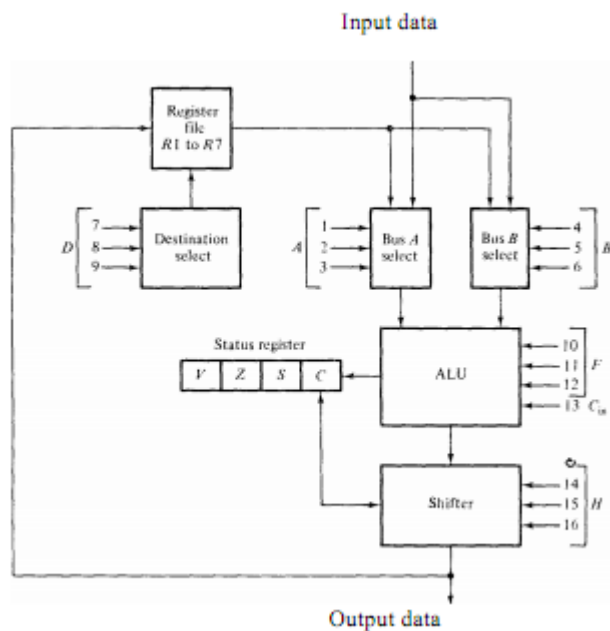 Input data
Register
file
R1 to R7
D
7
8
9
Destination
select
A
1
2
3
Bus A
select
Bus B
select
4
5
6
B
Status register
V Z S C
ALU
10
11
12
F
13 Cin
Shifter
14
15
16
H
Output data